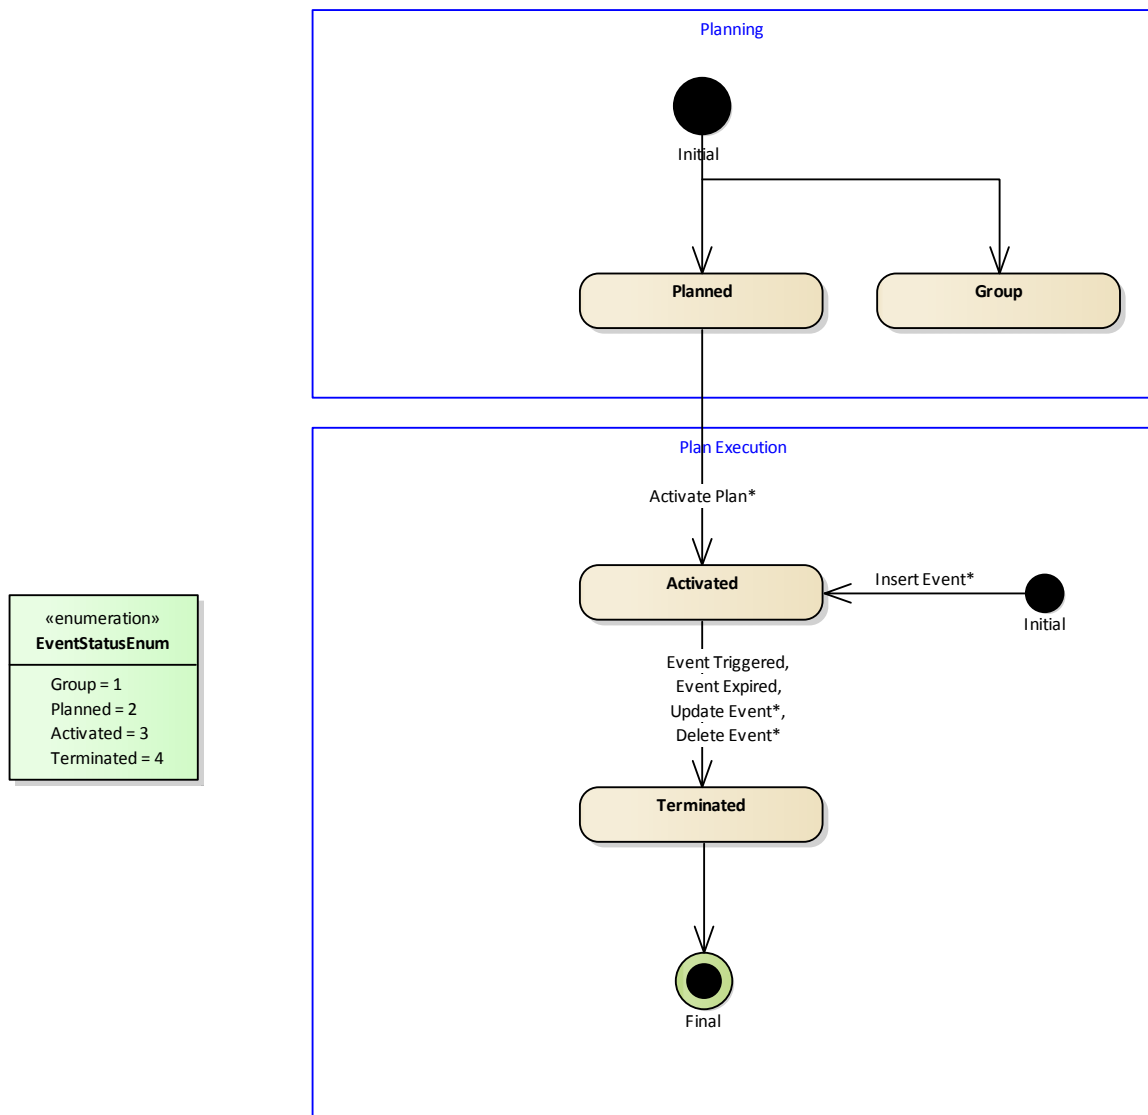 Planning
Initial
Planned
Group
Plan Execution
Activate Plan*
Activated
Insert Event*
Initial
Event Triggered,
Event Expired,
Update Event*,
Delete Event*
Terminated
Final
«enumeration»
EventStatusEnum
Group = 1
Planned = 2
Activated = 3
Terminated = 4